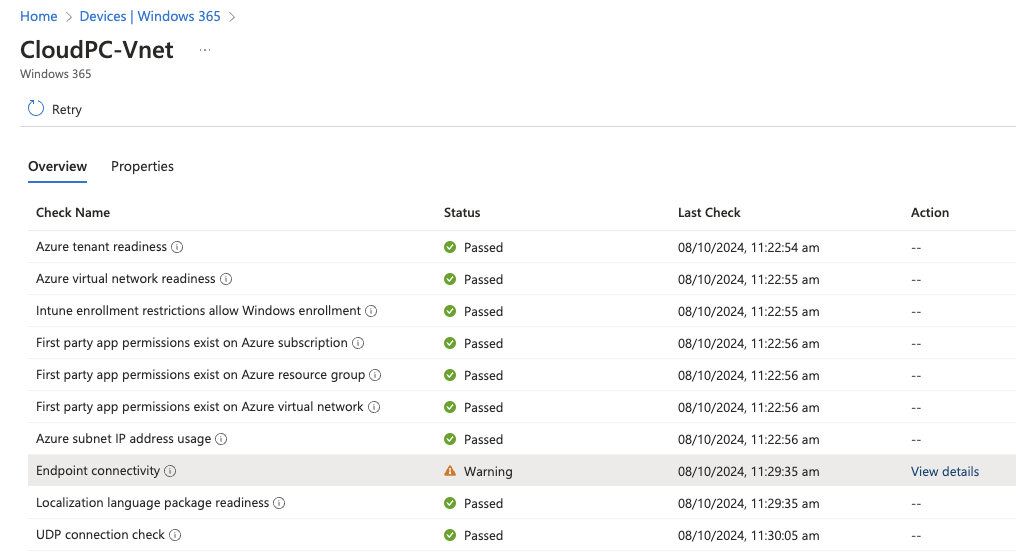 Home > Devices | Windows 365 >
CloudPC-Vnet ...
Windows 365
Retry
Overview Properties
Check Name Status Last Check Action
Azure tenant readiness Passed 08/10/2024, 11:22:54 am --
Azure virtual network readiness Passed 08/10/2024, 11:22:55 am --
Intune enrollment restrictions allow Windows enrollment Passed 08/10/2024, 11:22:55 am --
First party app permissions exist on Azure subscription Passed 08/10/2024, 11:22:56 am --
First party app permissions exist on Azure resource group Passed 08/10/2024, 11:22:56 am --
First party app permissions exist on Azure virtual network Passed 08/10/2024, 11:22:56 am --
Azure subnet IP address usage Passed 08/10/2024, 11:22:56 am --
Endpoint connectivity Warning 08/10/2024, 11:29:35 am View details
Localization language package readiness Passed 08/10/2024, 11:29:35 am --
UDP connection check Passed 08/10/2024, 11:30:05 am --